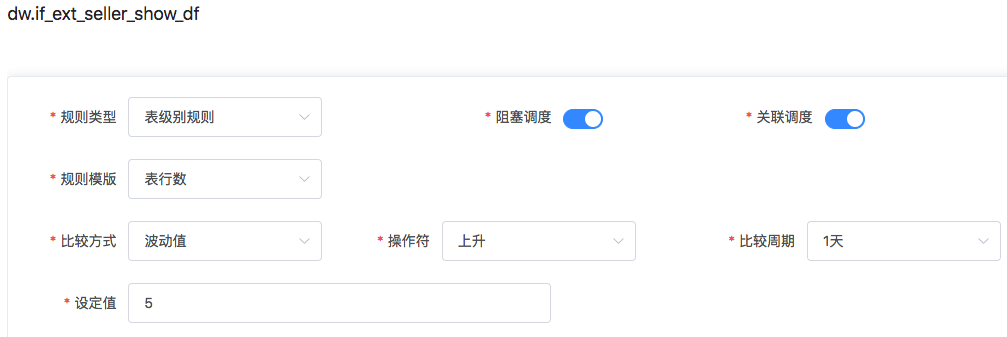 dw.if_ext_seller_show_df
* 规则类型 表级别规则 * 阻塞调度 * 关联调度
* 规则模版 表行数
* 比较方式 波动值 * 操作符 上升 * 比较周期 1天
* 设定值 5